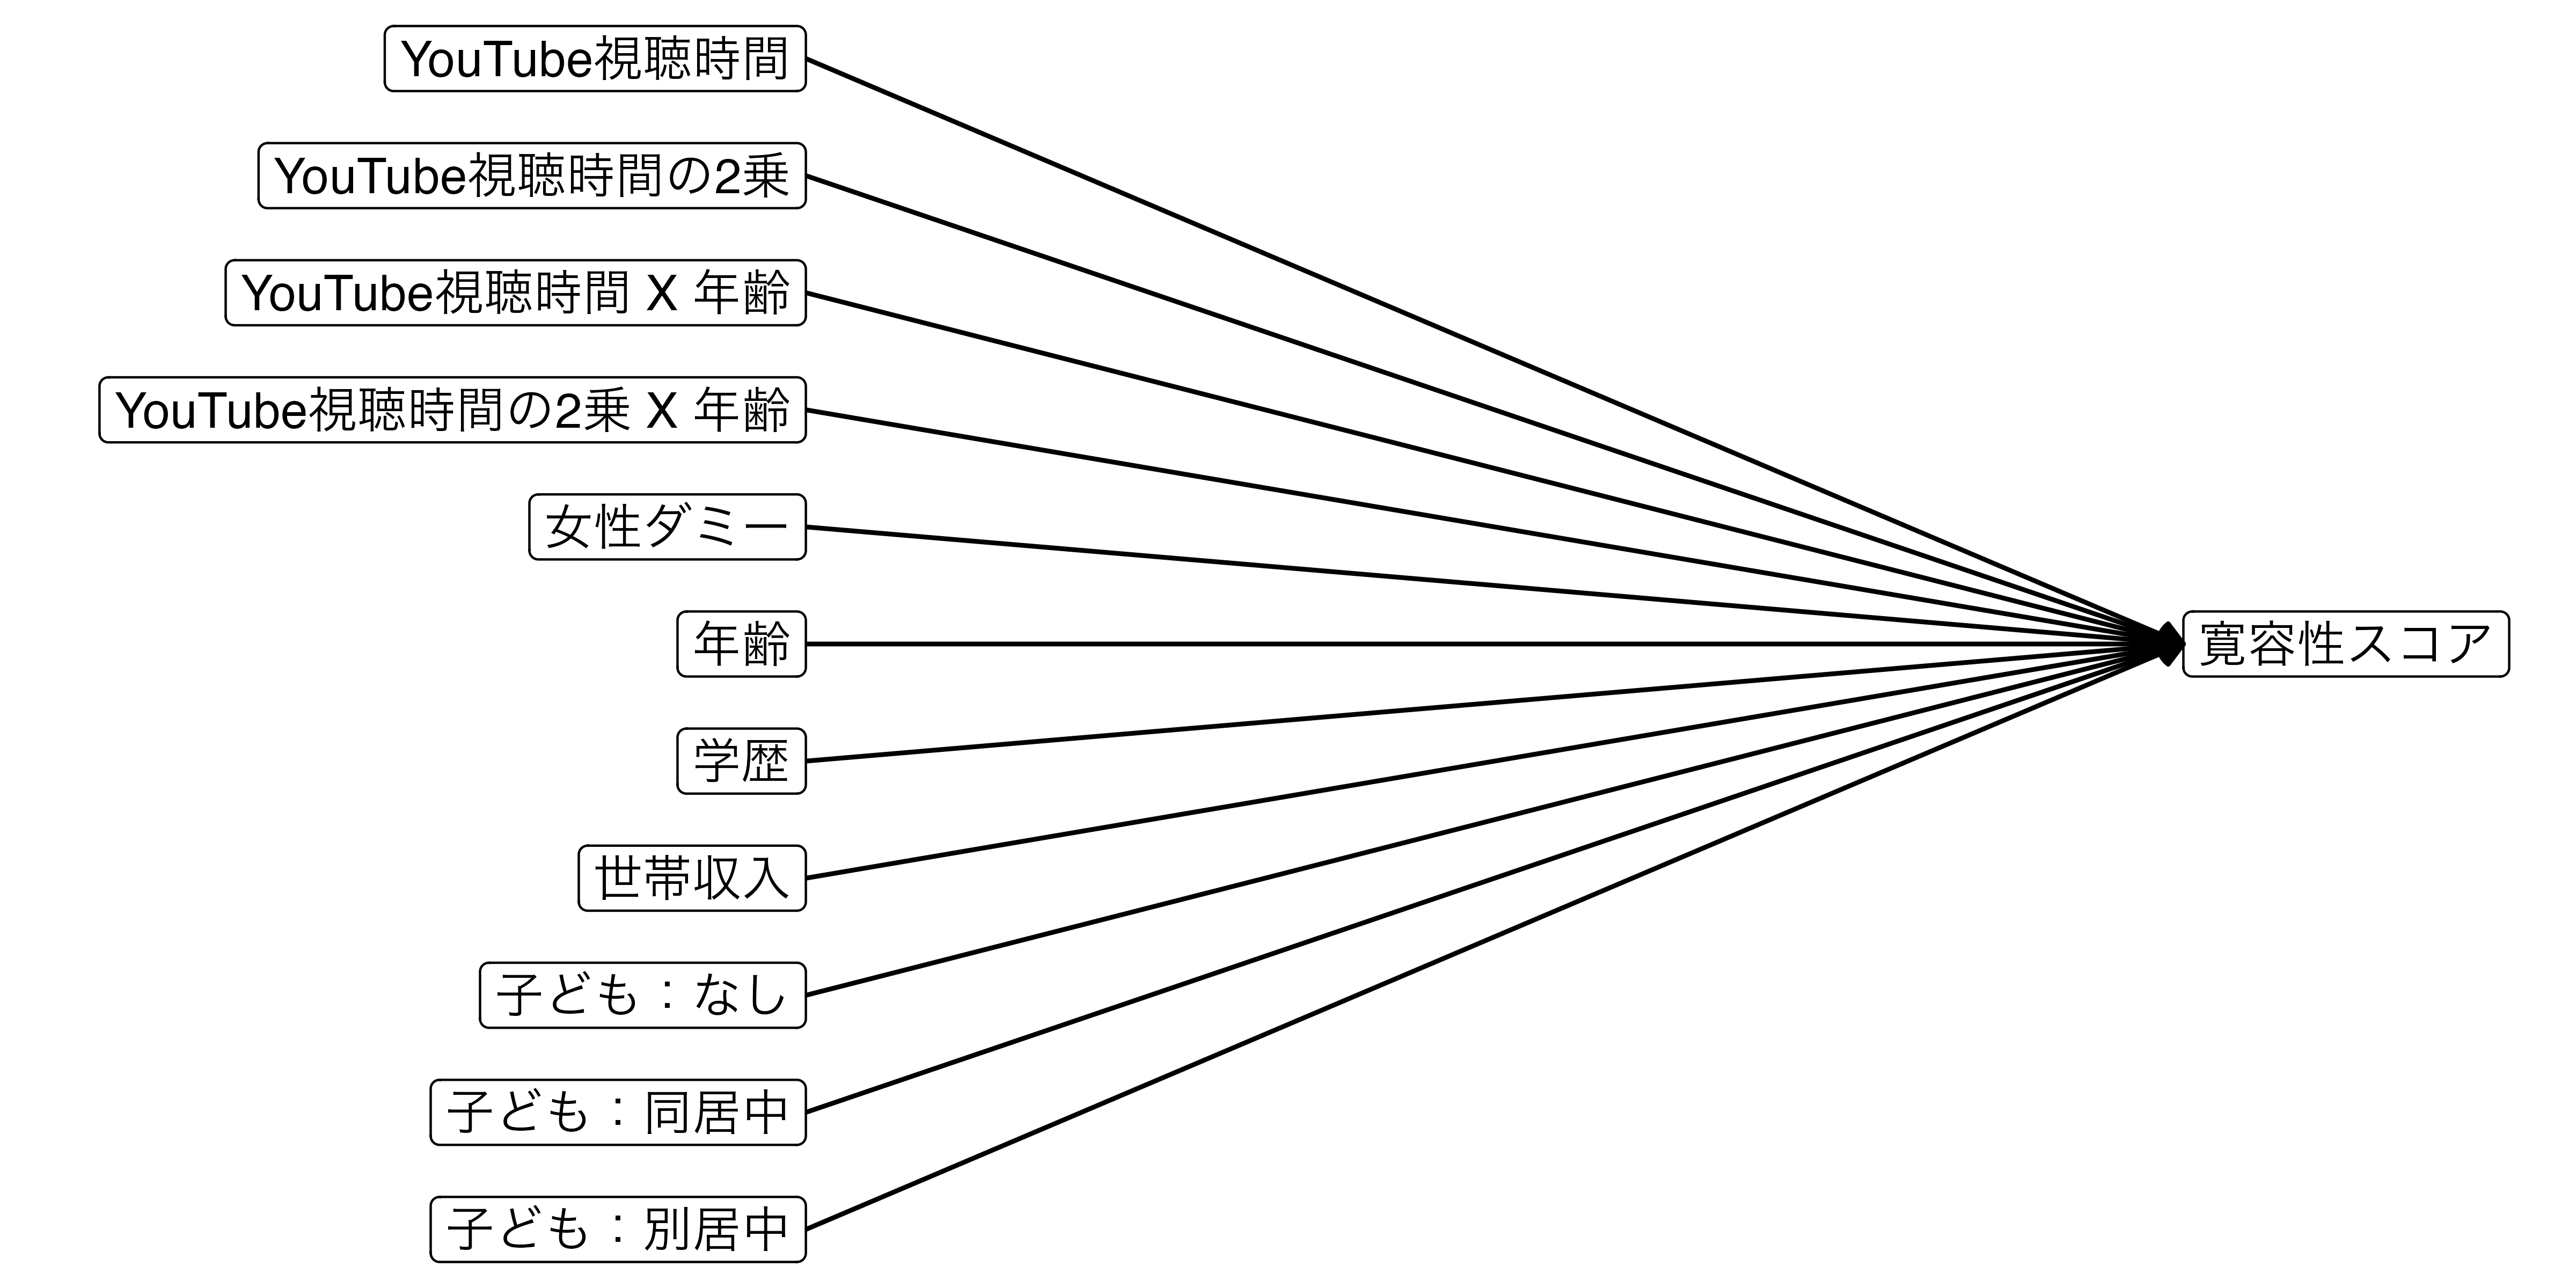 YouTube視聴時間
YouTube視聴時間の2乗
YouTube視聴時間 X 年齢
YouTube視聴時間の2乗 X 年齢
女性ダミー
年齢
学歴
世帯収入
子ども：なし
子ども：同居中
子ども：別居中
寛容性スコア